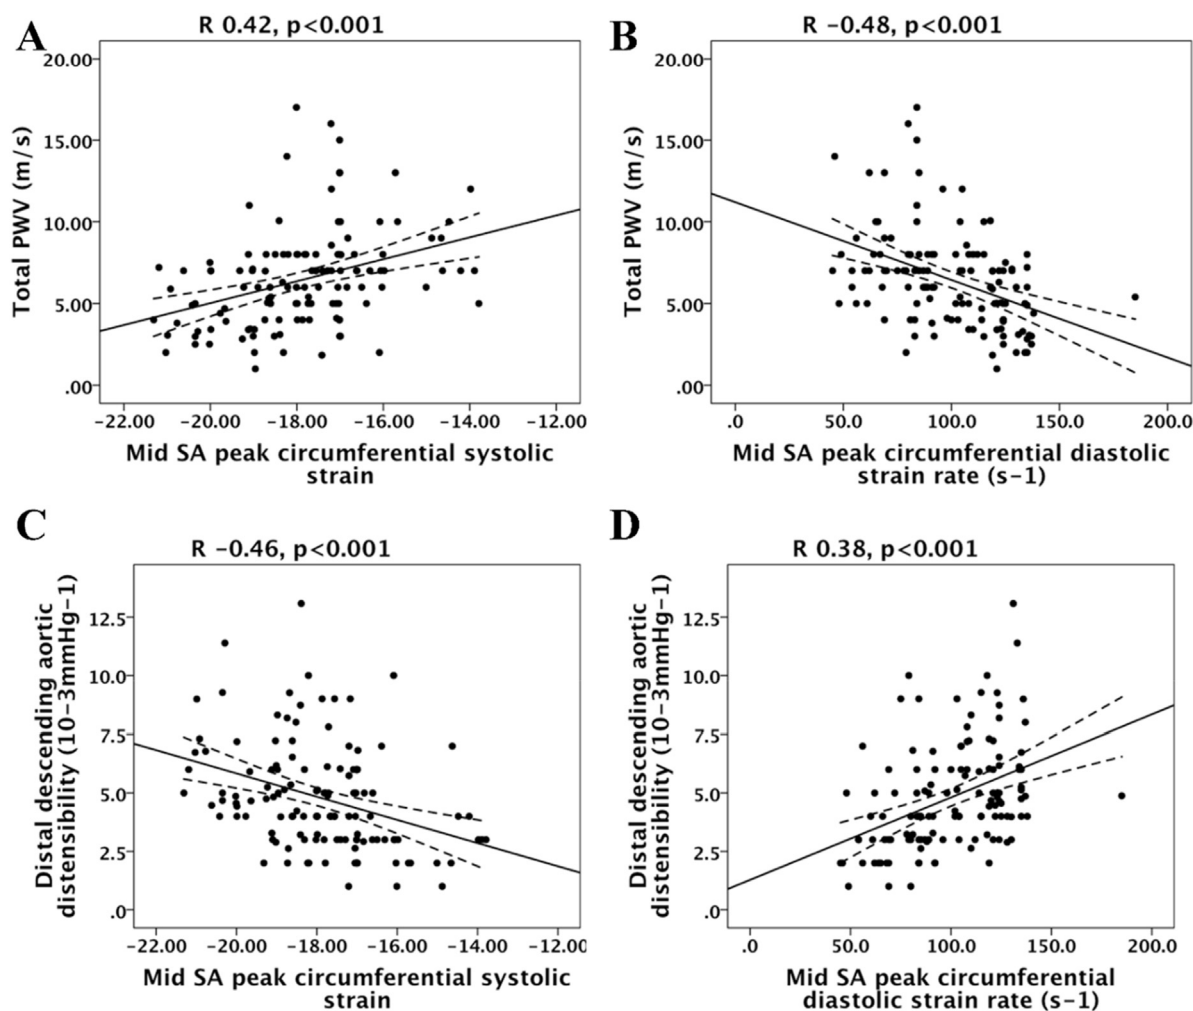 A
R 0.42, p<0.001
Total PWV (m/s)
20.00
15.00
10.00
5.00
.00
-22.00 -20.00 -18.00 -16.00 -14.00 -12.00
Mid SA peak circumferential systolic
strain
B
R -0.48, p<0.001
Total PWV (m/s)
20.00
15.00
10.00
5.00
.00
.0 50.0 100.0 150.0 200.0
Mid SA peak circumferential diastolic
strain rate (s-1)
C
R -0.46, p<0.001
Distal descending aortic
distensibility (10-3mmHg-1)
12.5
10.0
7.5
5.0
2.5
.0
-22.00 -20.00 -18.00 -16.00 -14.00 -12.00
Mid SA peak circumferential systolic
strain
D
R 0.38, p<0.001
Distal descending aortic
distensibility (10-3mmHg-1)
12.5
10.0
7.5
5.0
2.5
.0
.0 50.0 100.0 150.0 200.0
Mid SA peak circumferential
diastolic strain rate (s-1)